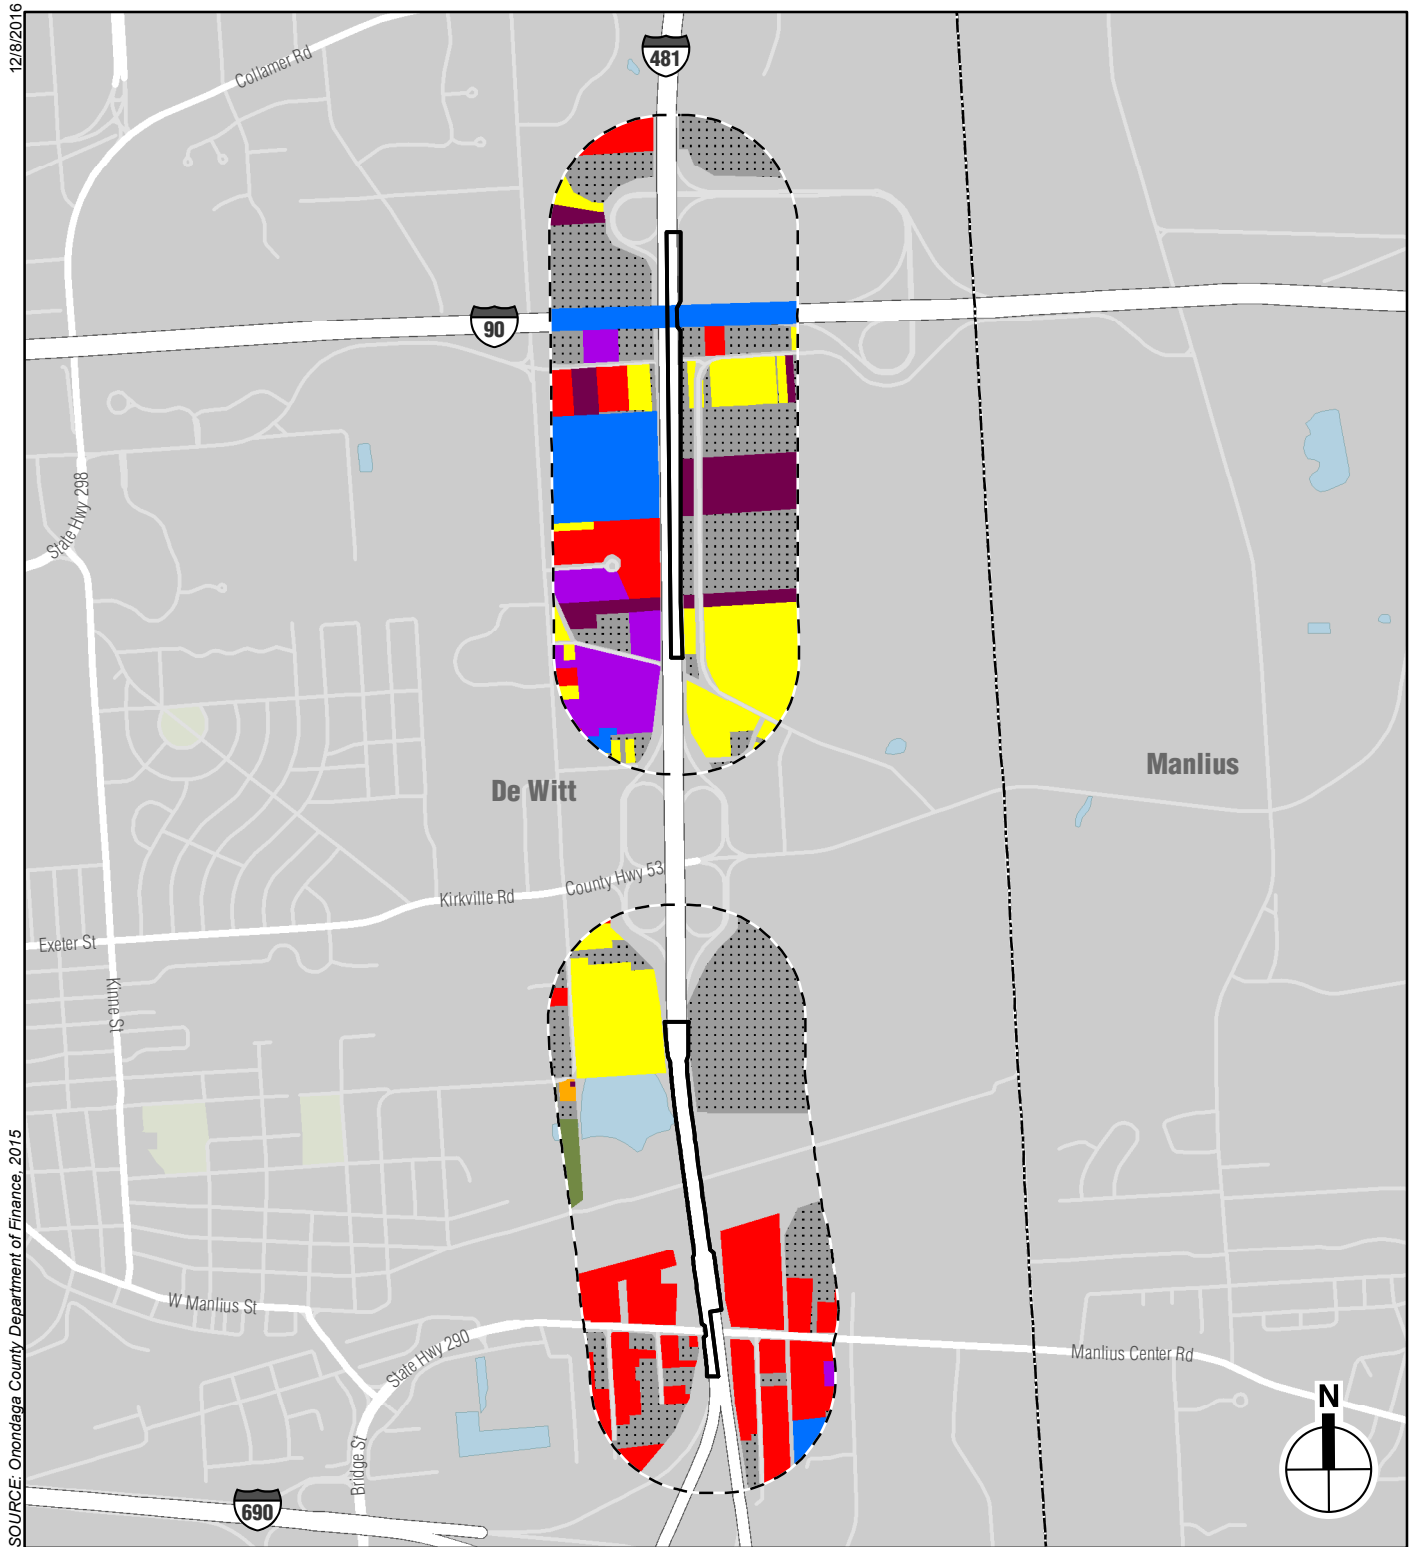 12/8/2016
Collamer Rd
481
90
State Hwy 298
De Witt
Manlius
Kirkville Rd
County Hwy 53
Exeter St
Kinne St
W Manlius St
State Hwy 290
Manlius Center Rd
Bridge St
690
N
SOURCE: Onondaga County Department of Finance, 2015